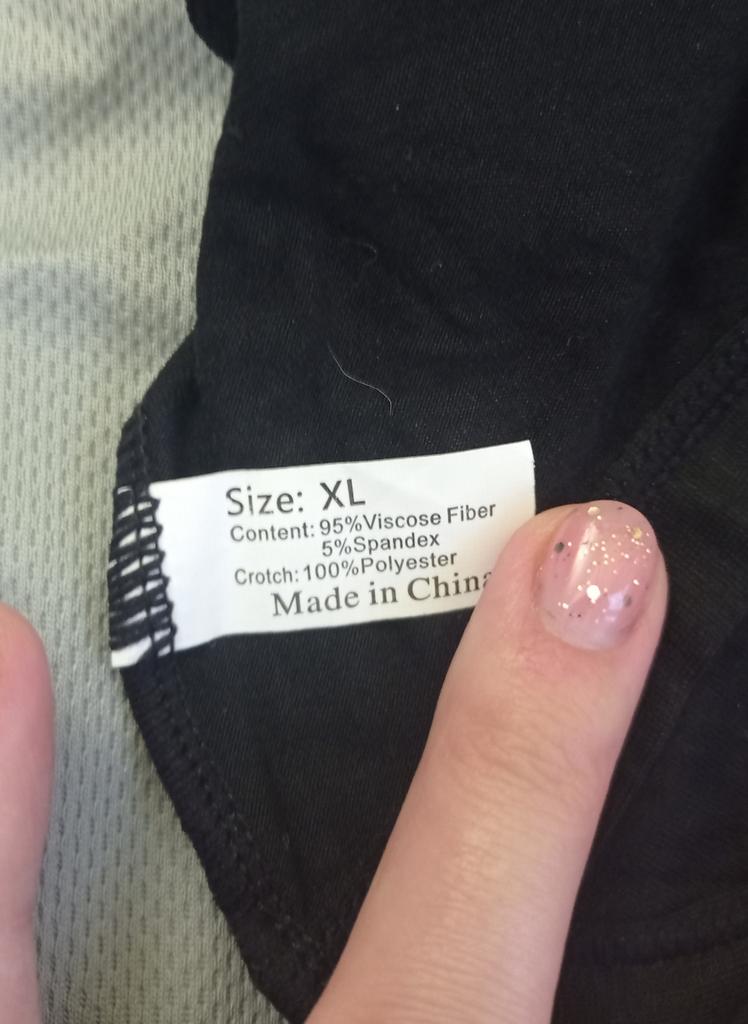 Size: XL
Content: 95%Viscose Fiber
5%Spandex
Crotch: 100%Polyester
Made in China